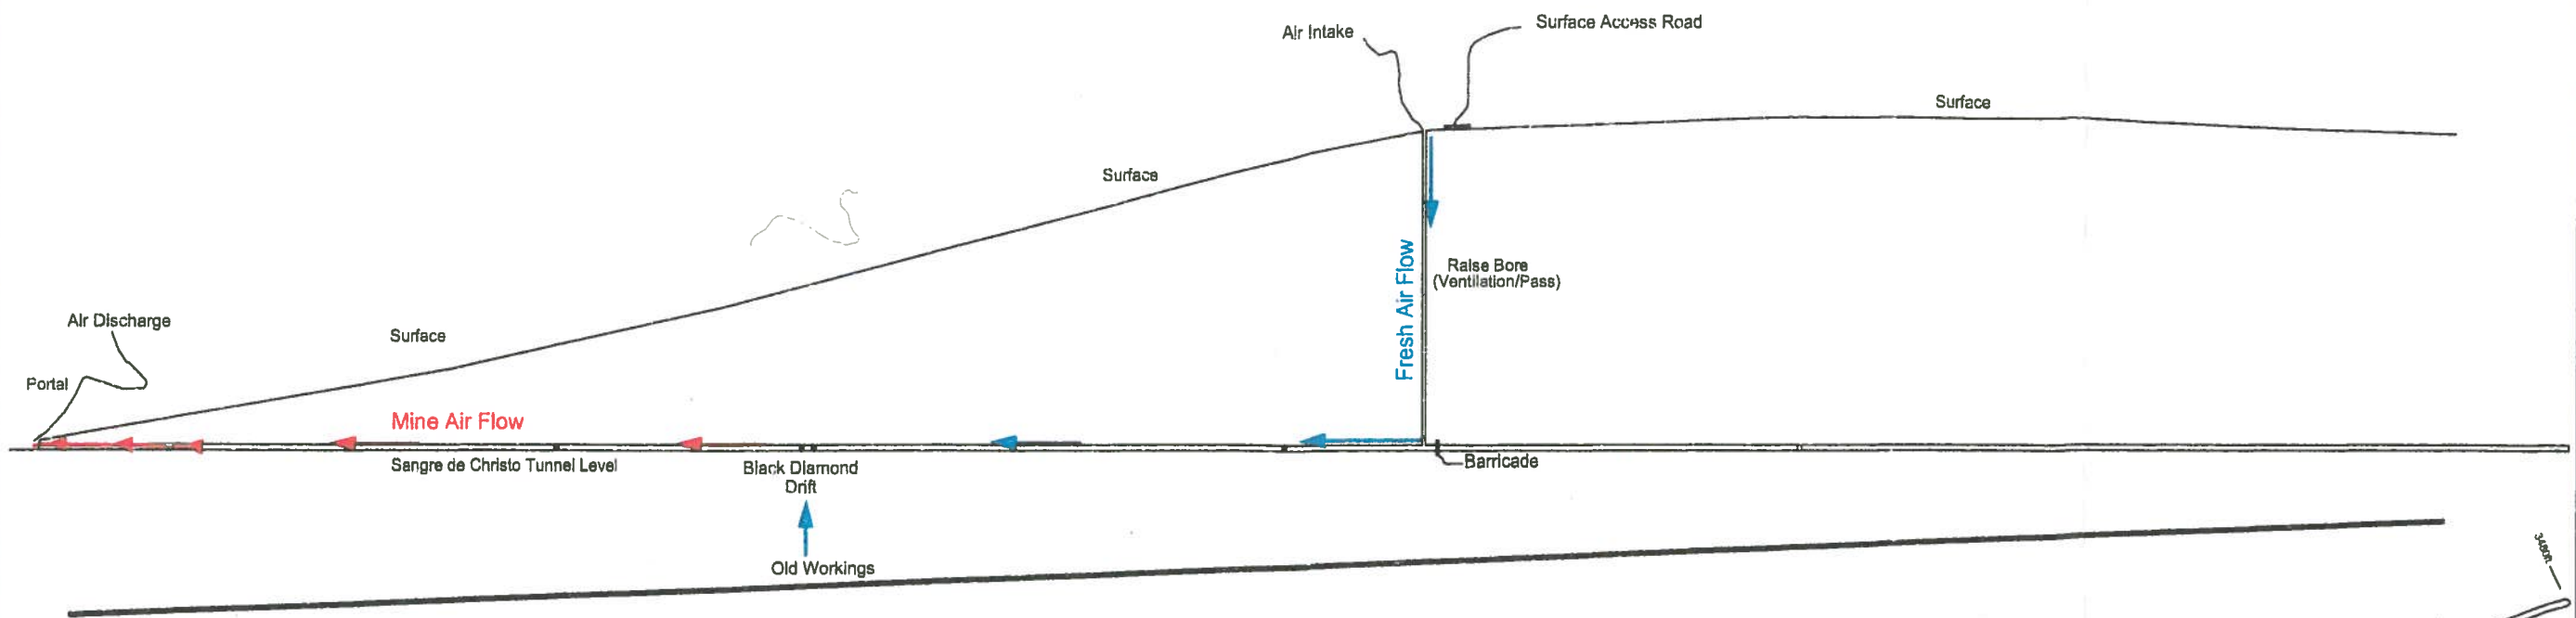 Surface Access Road
Air Intake
Surface
Surface
Fresh Air Flow
Raise Bore
(Ventilation/Pass)
Air Discharge
Surface
Portal
Mine Air Flow
Sangre de Christo Tunnel Level
Black Diamond
Drift
Barricade
Old Workings
3480ft